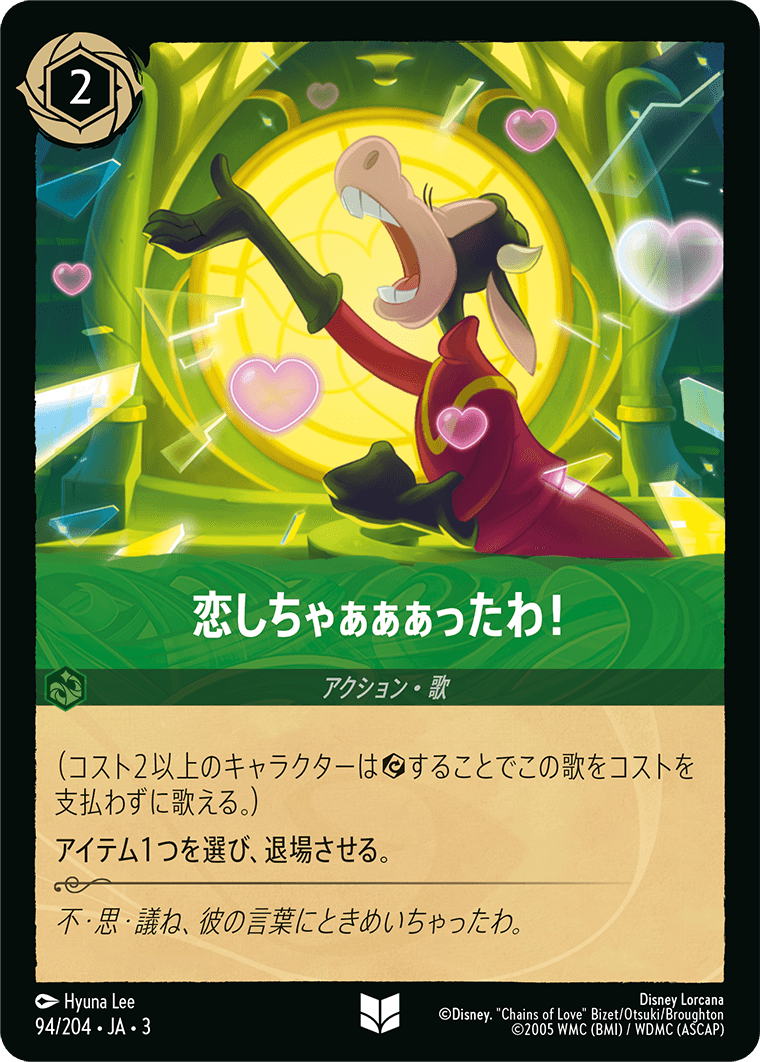 2
恋しちゃぁぁぁったわ!
アクション・歌
(コスト2以上のキャラクターはすることでこの歌をコストを
支払わずに歌える。)
アイテム1つを選び、退場させる。
不・思・議ね、彼の言葉にときめいちゃったわ。
Hyuna Lee
94/204 • JA • 3
Disney Lorcana
©Disney. "Chains of Love" Bizet/Otsuki/Broughton
©2005 WMC (BMI) / WDMC (ASCAP)